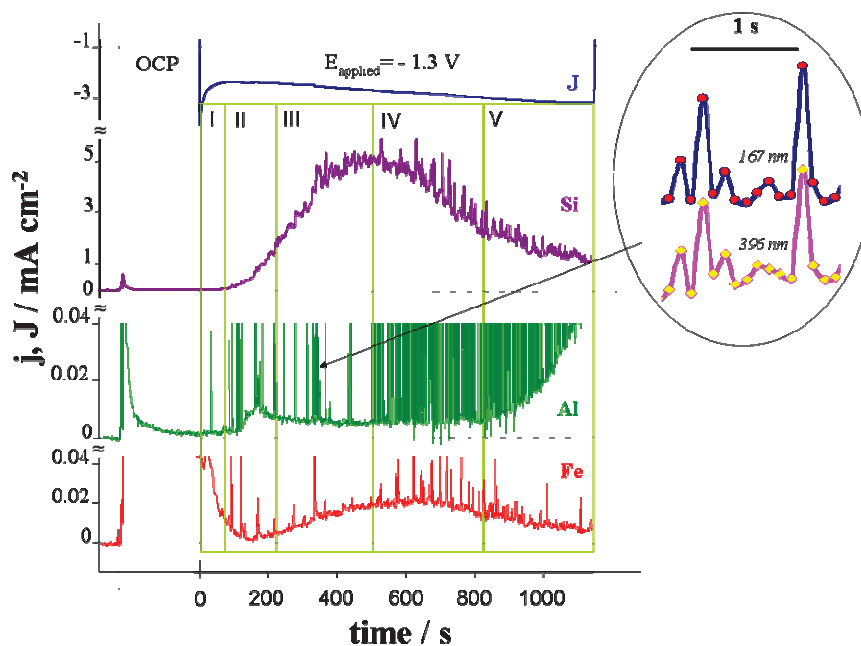 1 s
-1
OCP
E applied = - 1.3 V
J
-3
I II III IV V
≈
5
167 nm
3
Si
395 nm
1
0
j, J / mA cm-2
≈
0.04
0.02
Al
0
≈
0.04
Fe
0.02
0
0 200 400 600 800 1000
time / s